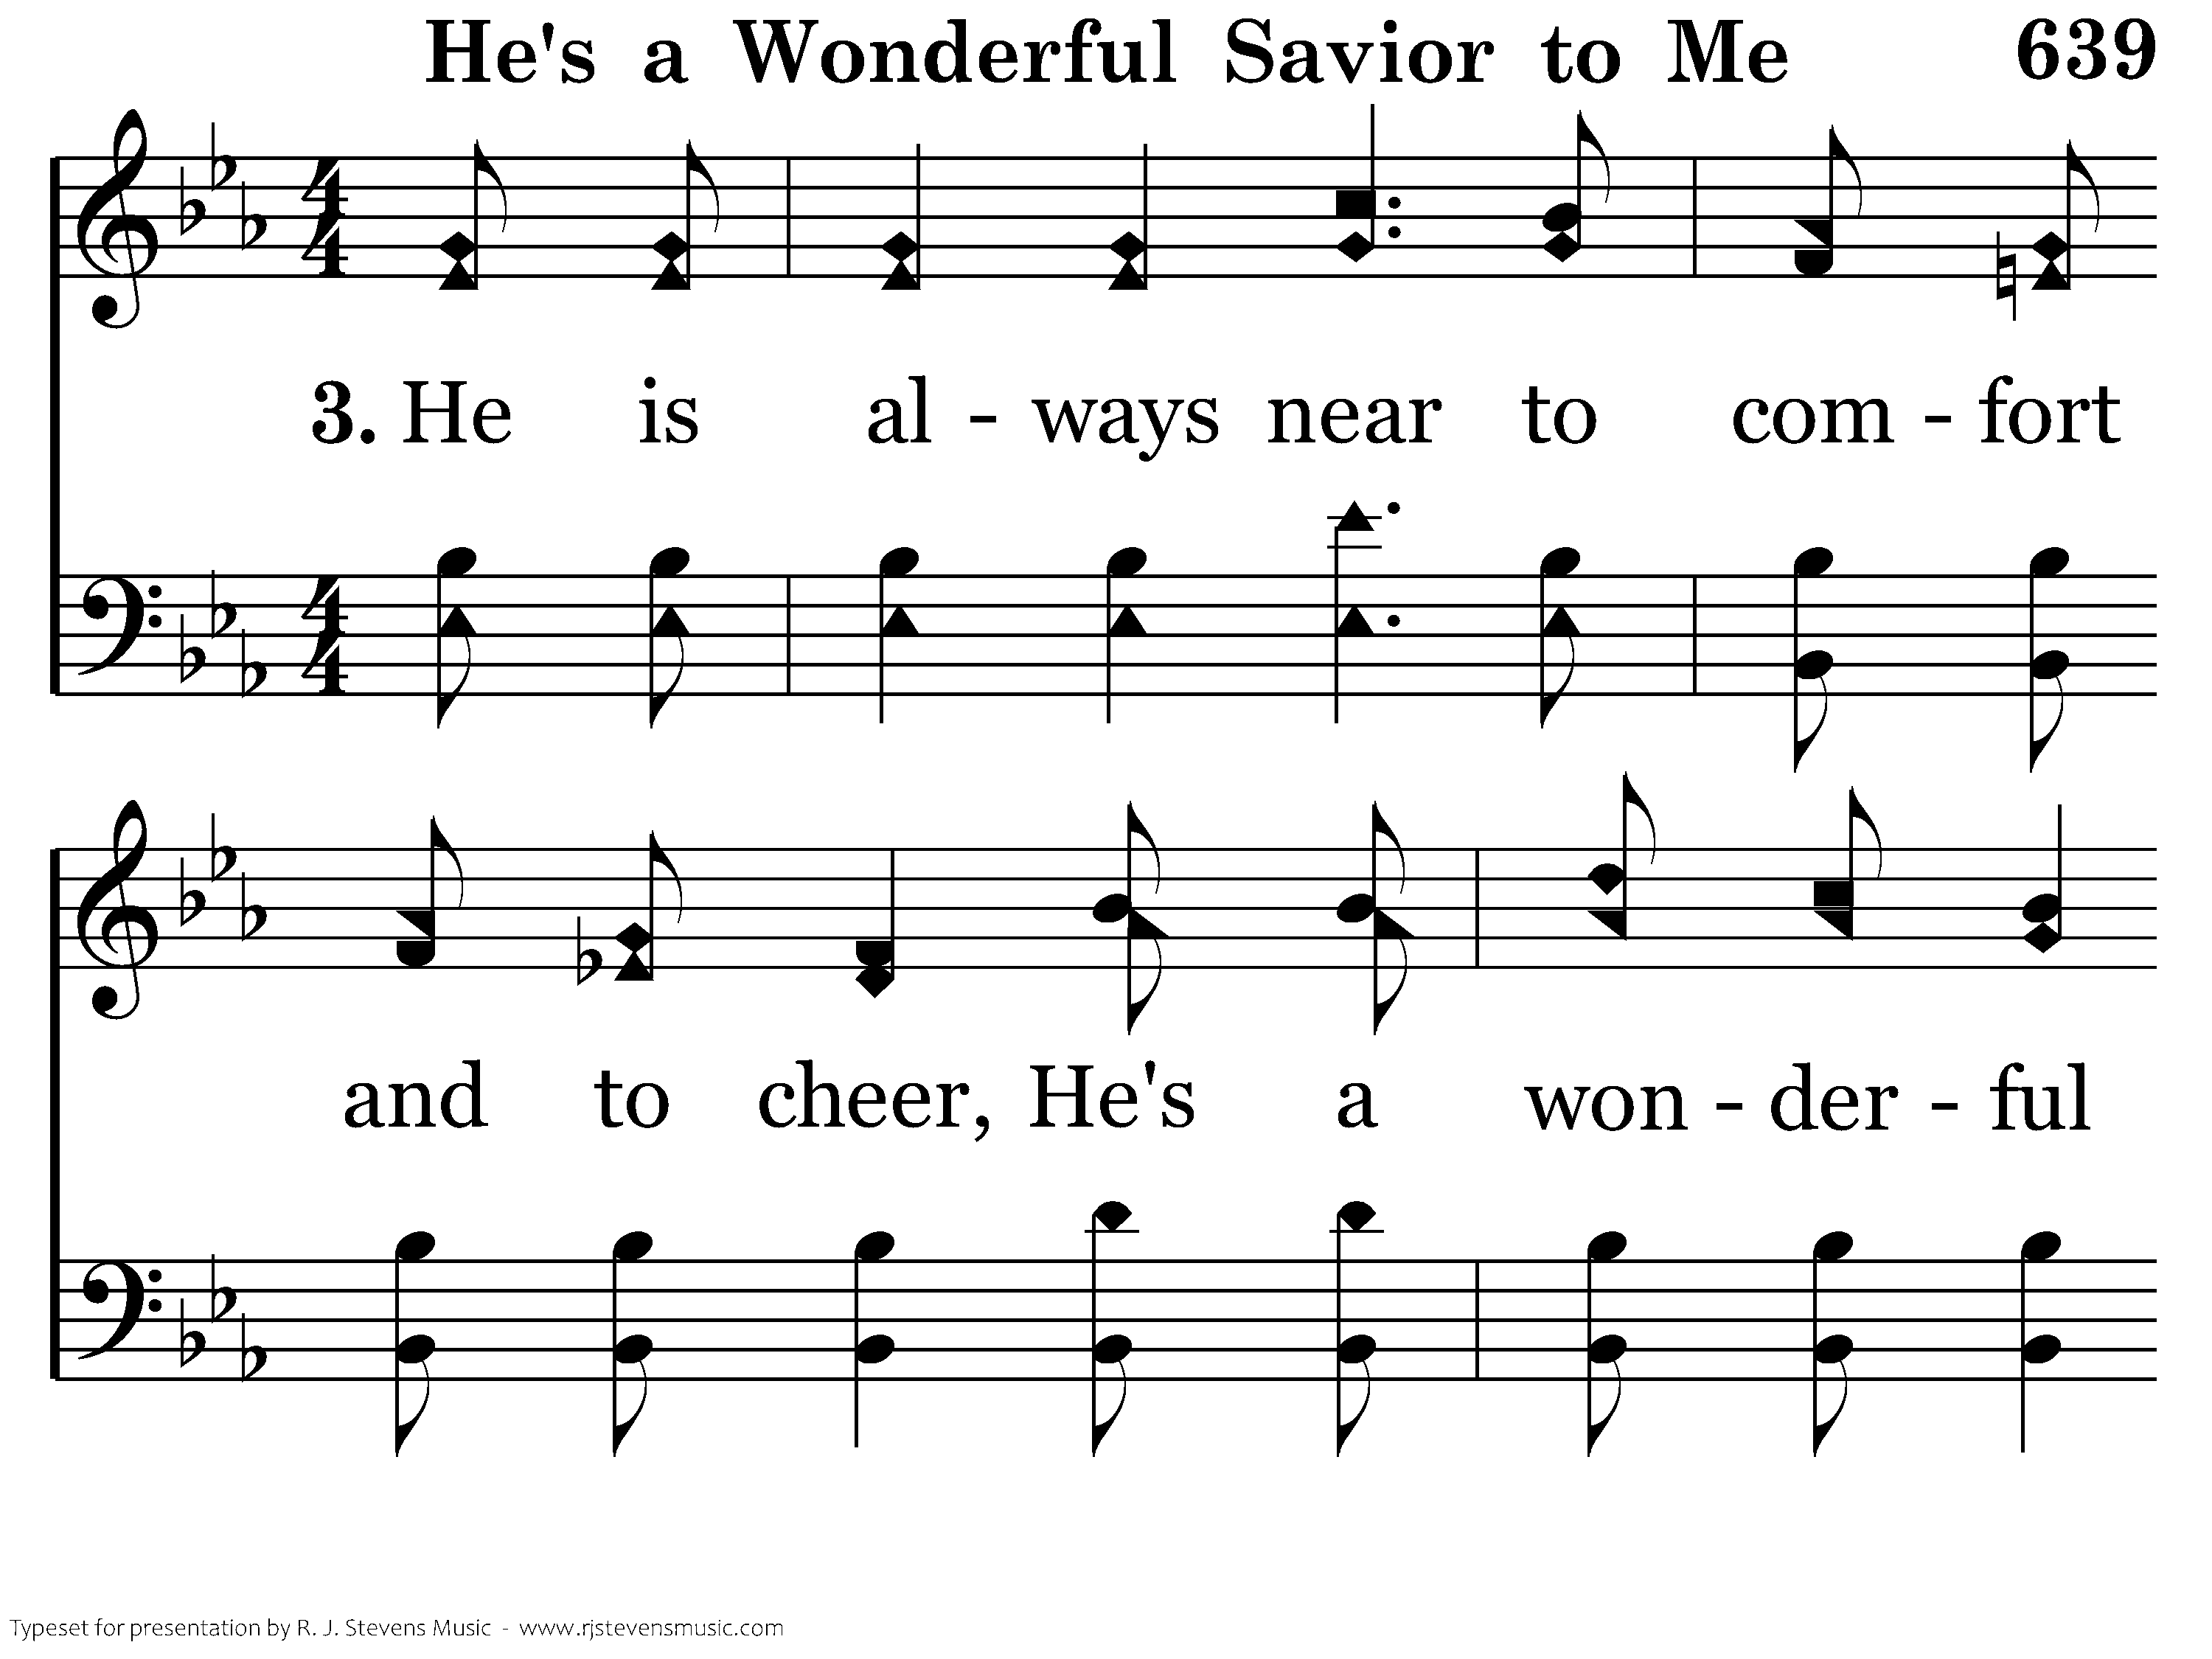 He's a Wonderful Savior to Me 639
3. He is al - ways near to com - fort
and to cheer, He's a won - der - ful
Typeset for presentation by R. J. Stevens Music - www.rjstevensmusic.com